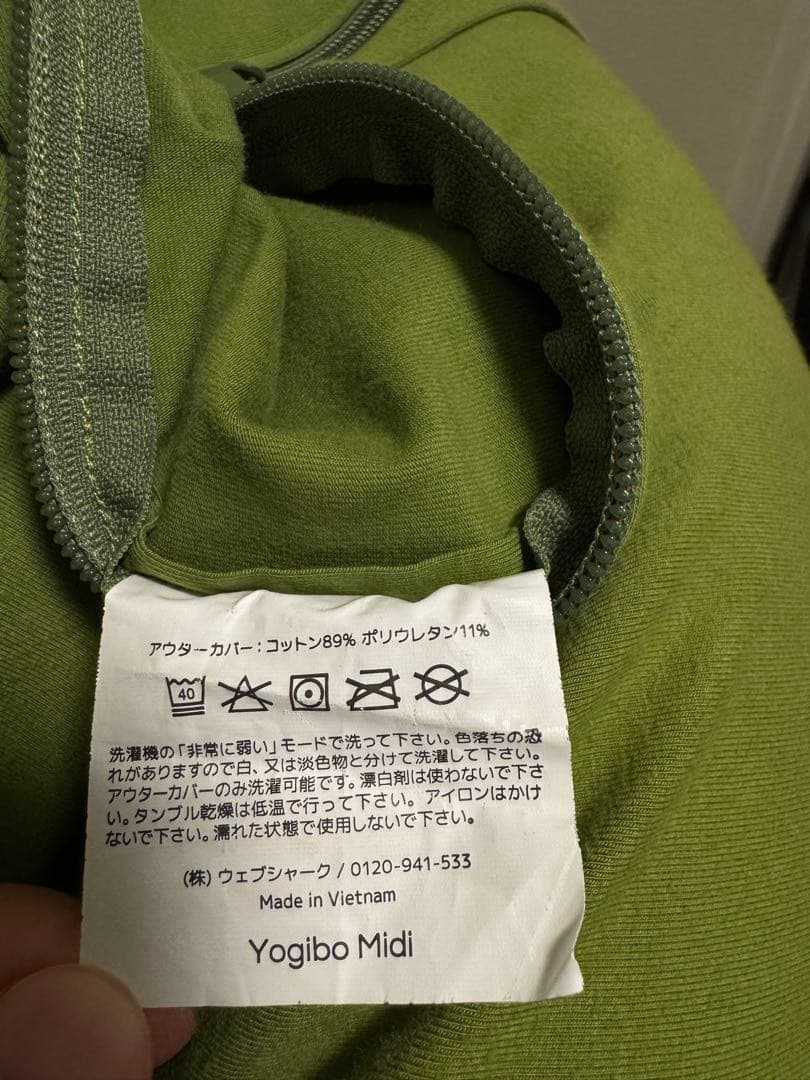 アウターカバー：コットン89% ポリウレタン11%
40
洗濯機の「非常に弱い」モードで洗って下さい。色落ちの恐
れがありますので白、又は淡色物と分けて洗濯して下さい。
アウターカバーのみ洗濯可能です。漂白剤は使わないで下さ
い。タンブル乾燥は低温で行って下さい。アイロンはかけ
ないで下さい。濡れた状態で使用しないで下さい。
(株) ウェブシャーク / 0120-941-533
Made in Vietnam
Yogibo Midi